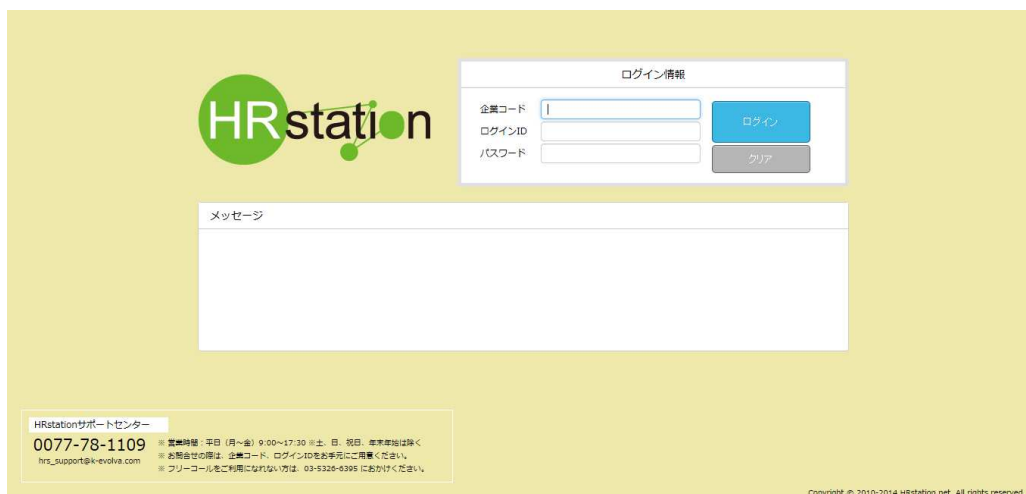 HRstation
ログイン情報
企業コード
ログインID
パスワード
ログイン
クリア
メッセージ
HRstationサポートセンター
0077-78-1109
hrs_support@k-evolva.com
※ 営業時間：平日（月～金）9:00～17:30 ※土、日、祝日、年末年始は除く
※ お問合せの際は、企業コード、ログインIDをお手元にご用意ください。
※ フリーコールをご利用になれない方は、03-5326-6395 におかけください。
Copyright © 2010-2014 HRstation.net. All rights reserved